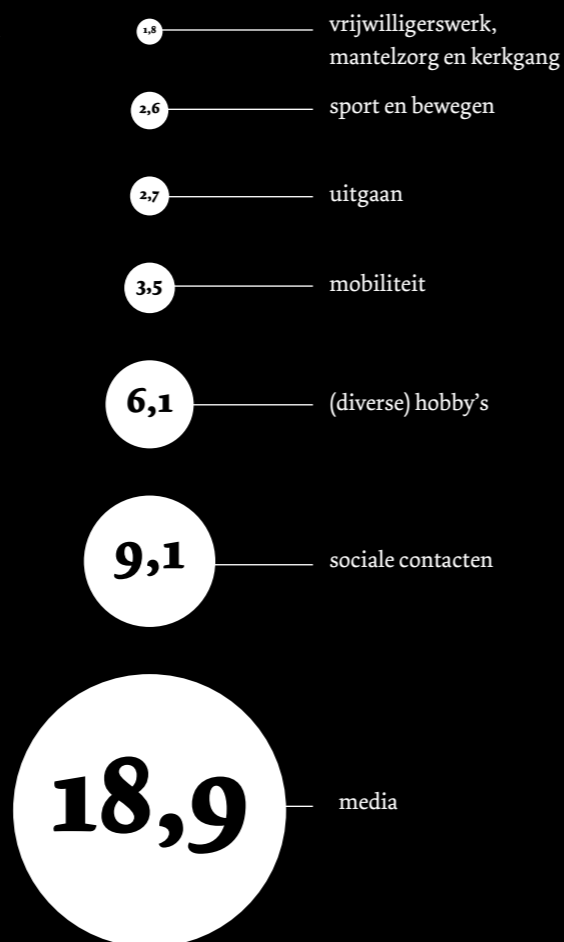 1,8 vrijwilligerswerk,
mantelzorg en kerkgang
2,6 sport en bewegen
2,7 uitgaan
3,5 mobiliteit
6,1 (diverse) hobby’s
9,1 sociale contacten
18,9 media